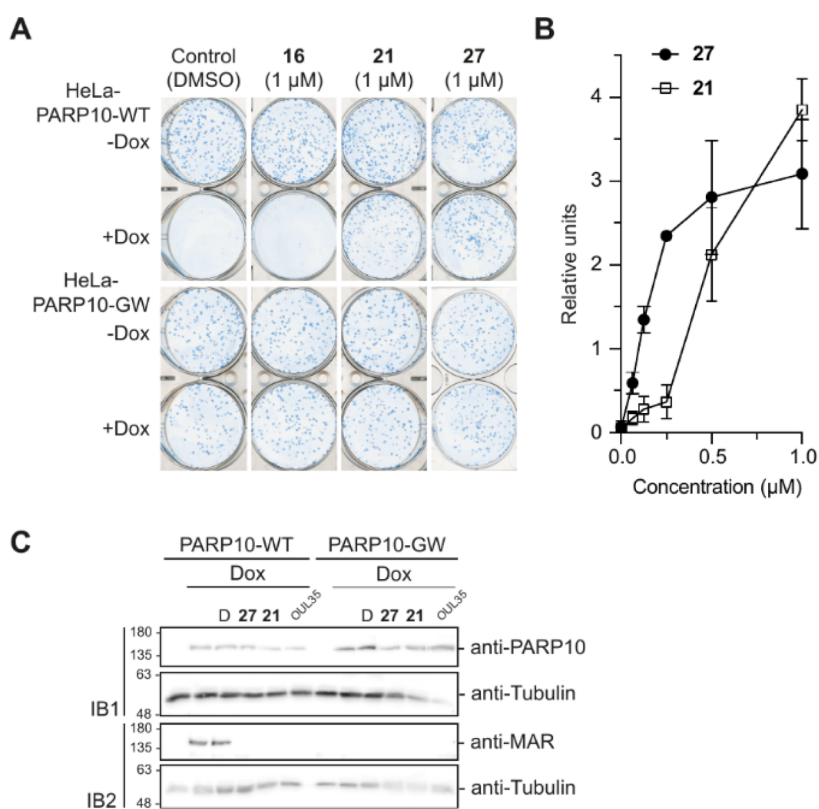 A
Control
(DMSO)
16
(1 µM)
21
(1 µM)
27
(1 µM)
HeLa-
PARP10-WT
-Dox
+Dox
HeLa-
PARP10-GW
-Dox
+Dox
B
27
21
Relative units
4
3
2
1
0
0.0 0.5 1.0
Concentration (µM)
C
PARP10-WT PARP10-GW
Dox Dox
D 27 21 OUL35 D 27 21 OUL35
180
135
anti-PARP10
63
48
anti-Tubulin
IB1
180
135
anti-MAR
63
48
anti-Tubulin
IB2